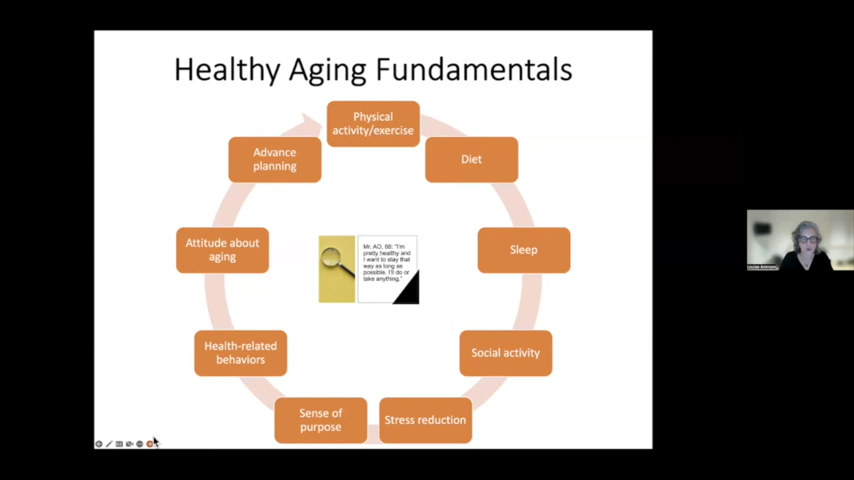 Healthy Aging Fundamentals
Physical
activity/exercise
Diet
Sleep
Social activity
Stress reduction
Sense of
purpose
Health-related
behaviors
Attitude about
aging
Advance
planning
Mr. AO, 68: "I'm
pretty healthy and
I want to stay that
way as long as
possible. I'll do or
take anything."